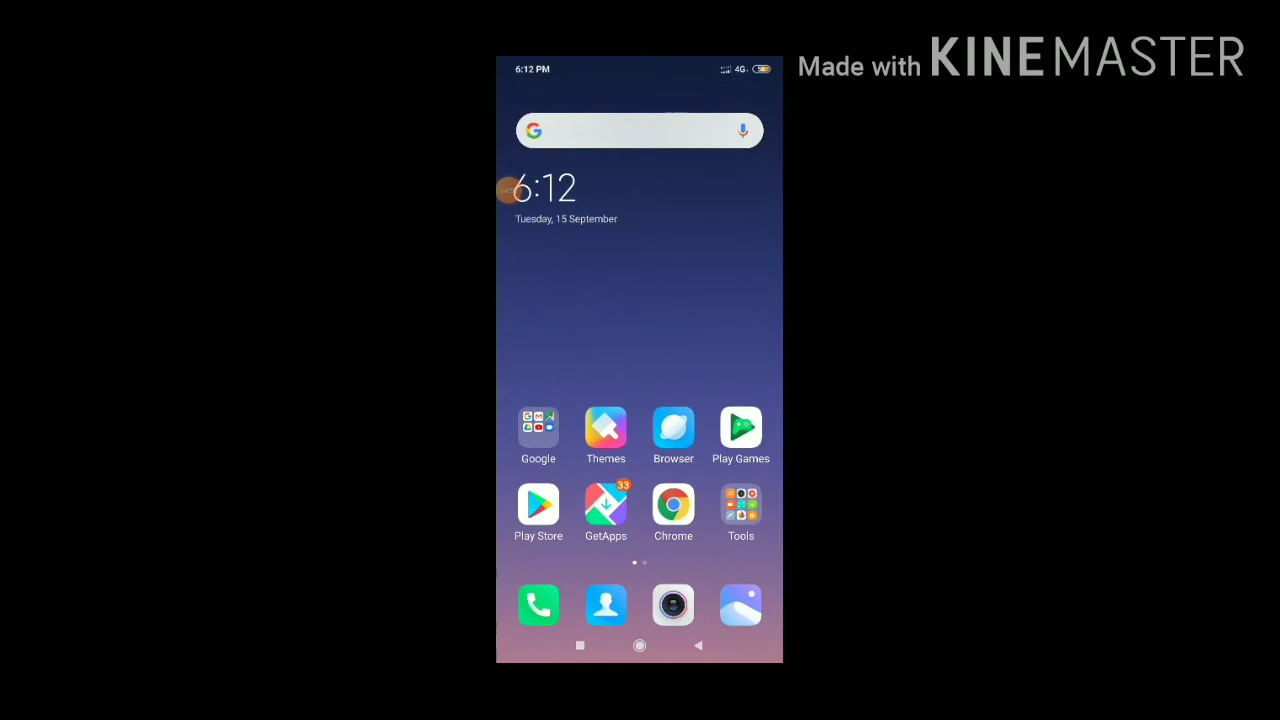 Made with KINEMASTER
6:12 PM
4G
6:12
Tuesday, 15 September
Google
Themes
Browser
Play Games
33
Play Store
GetApps
Chrome
Tools